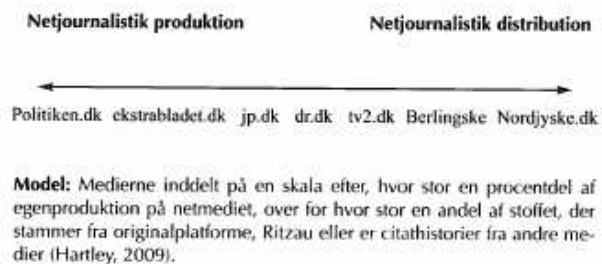 Netjournalistik produktion Netjournalistik distribution
Politiken.dk ekstrabladet.dk jp.dk dr.dk tv2.dk Berlingske Nordjyske.dk
Model: Medierne inddelt på en skala efter, hvor stor en procentdel af
egenproduktion på netmediet, over for hvor stor en andel af stoffet, der
stammer fra originalplatforme, Ritzau eller er citathistorier fra andre me-
dier (Hartley, 2009).